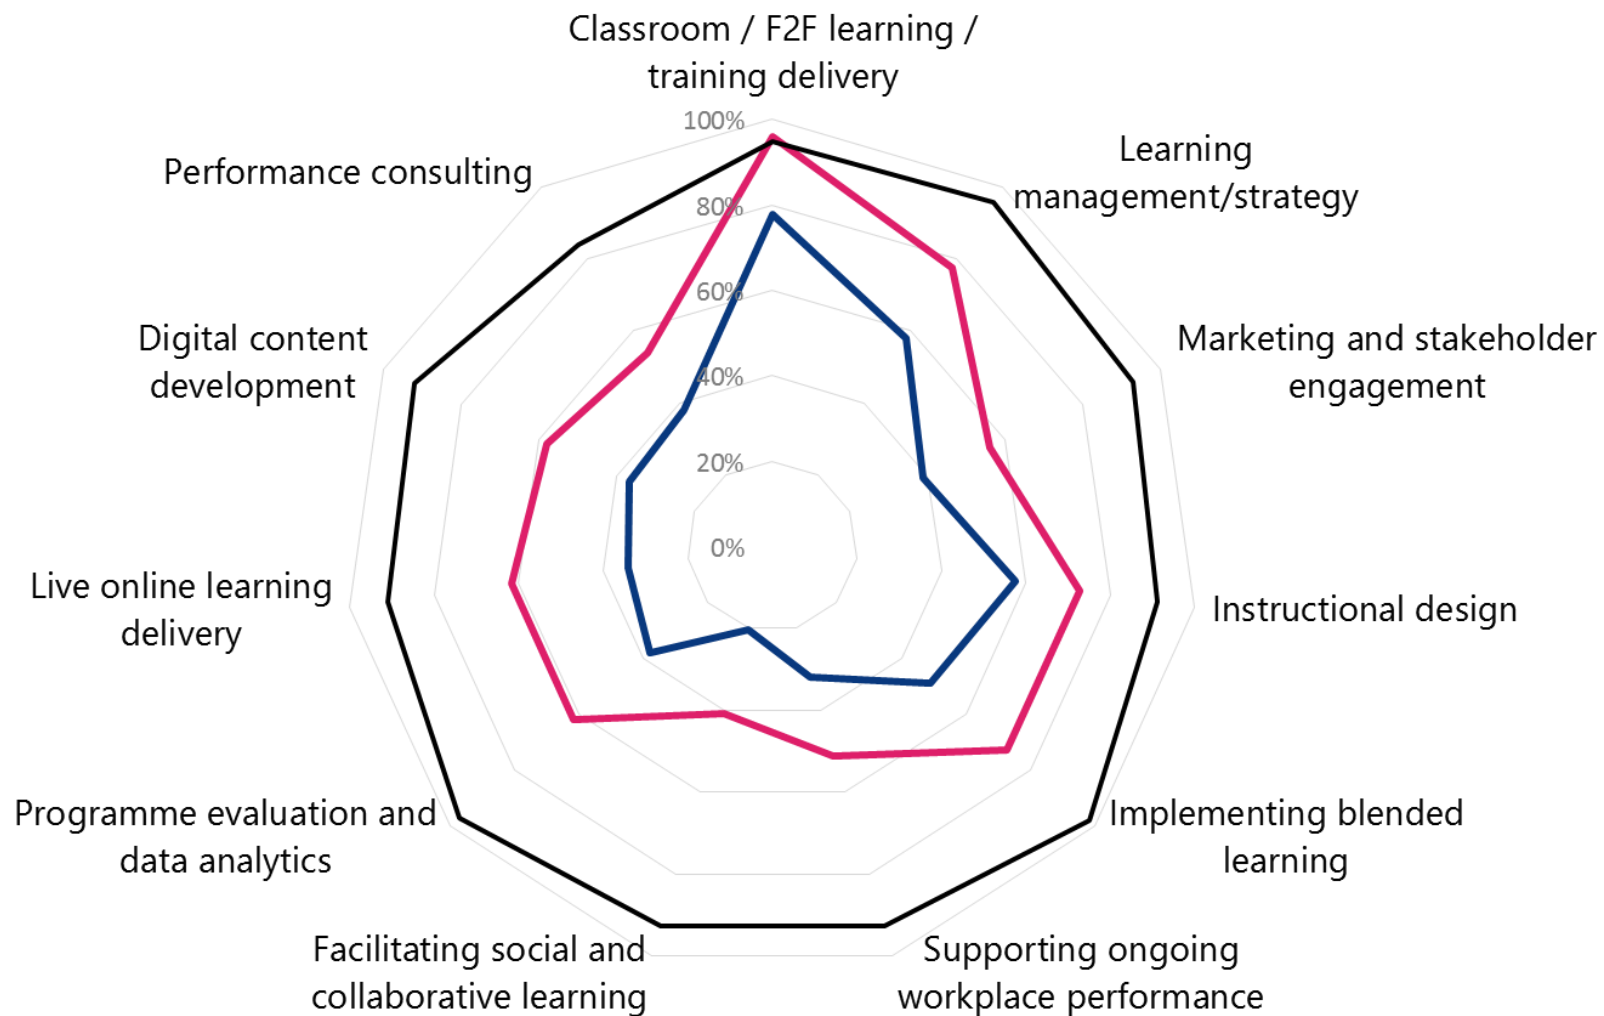 Classroom / F2F learning /
training delivery
100%
Learning
management/strategy
Performance consulting
80%
60%
Marketing and stakeholder
engagement
Digital content
development
40%
20%
0%
Live online learning
delivery
Instructional design
Programme evaluation and
data analytics
Implementing blended
learning
Facilitating social and
collaborative learning
Supporting ongoing
workplace performance